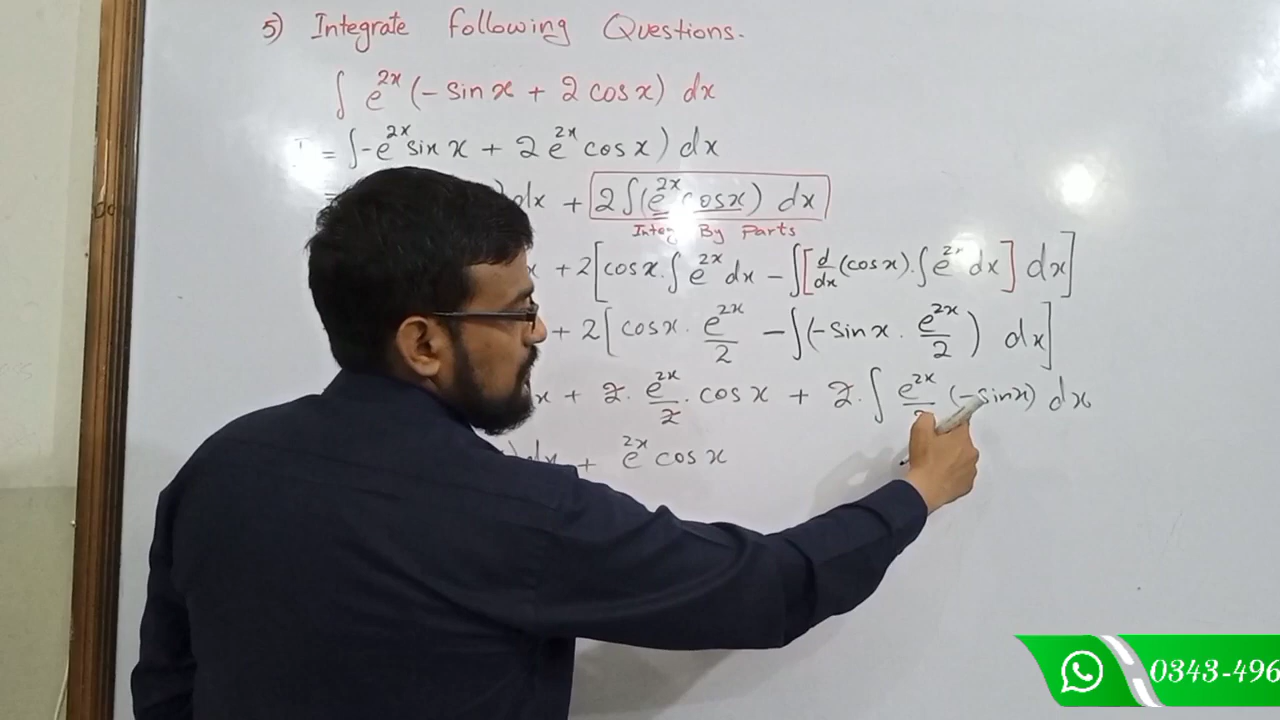 5) Integrate following Questions.
∫ e^{2x} (- sin x + 2 cos x) dx
I = ∫ -e^{2x} sin x + 2 e^{2x} cos x) dx
= )dx + 2 ∫(e^{2x} cos x) dx
Integ By Parts
x + 2[cos x . ∫ e^{2x} dx - ∫[d/dx (cos x) . ∫ e^{2x} dx ] dx]
+ 2[cos x . e^{2x}/2 - ∫(- sin x . e^{2x}/2) dx]
dx + 2. e^{2x}/2 . cos x + 2. ∫ e^{2x}/2 (- sin x) dx
)dx + e^{2x} cos x
0343-496